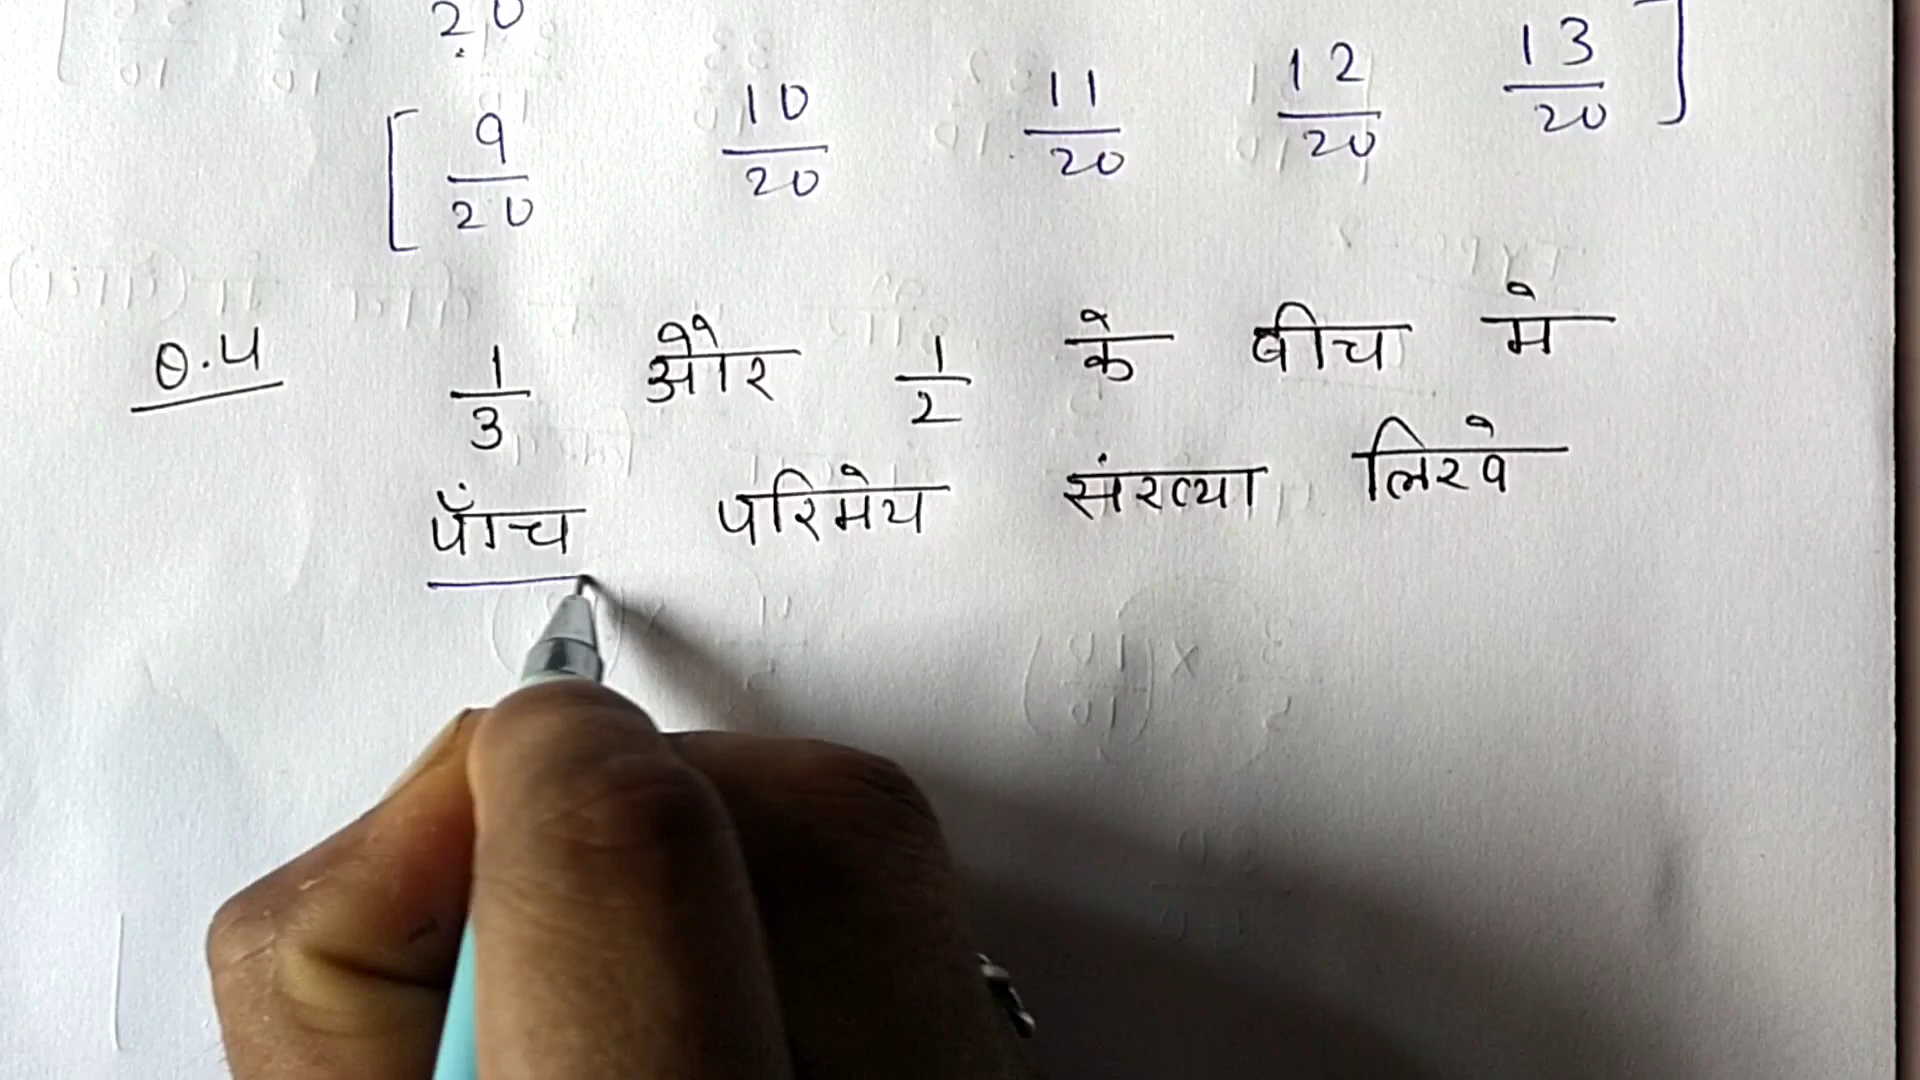 20
[ 9/20 10/20 11/20 12/20 13/20 ]
Q.4 1/3 और 1/2 के बीच मे
पाँच परिमेय संख्या लिखे